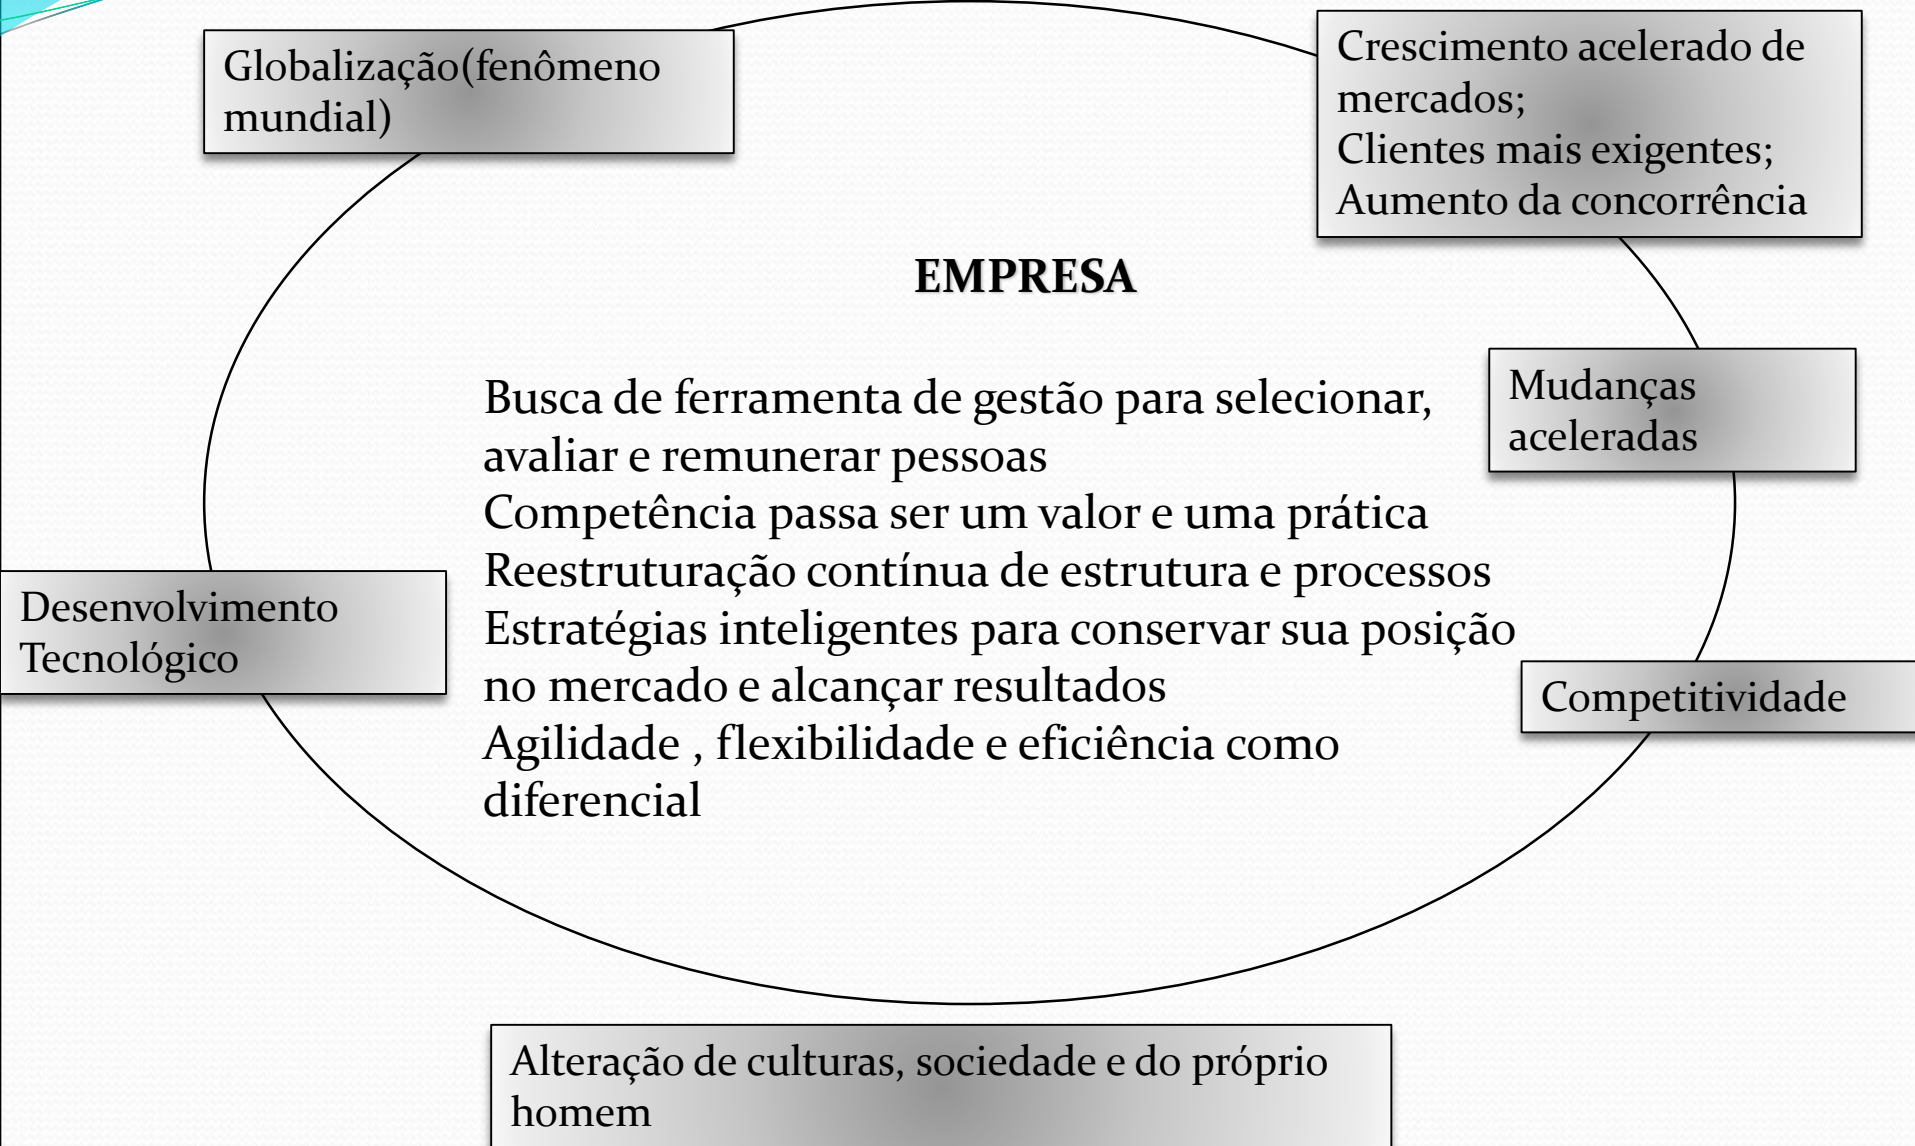 Globalização(fenômeno
mundial)
Crescimento acelerado de
mercados;
Clientes mais exigentes;
Aumento da concorrência
EMPRESA
Busca de ferramenta de gestão para selecionar,
avaliar e remunerar pessoas
Competência passa ser um valor e uma prática
Reestruturação contínua de estrutura e processos
Estratégias inteligentes para conservar sua posição
no mercado e alcançar resultados
Agilidade , flexibilidade e eficiência como
diferencial
Mudanças
aceleradas
Desenvolvimento
Tecnológico
Competitividade
Alteração de culturas, sociedade e do próprio
homem